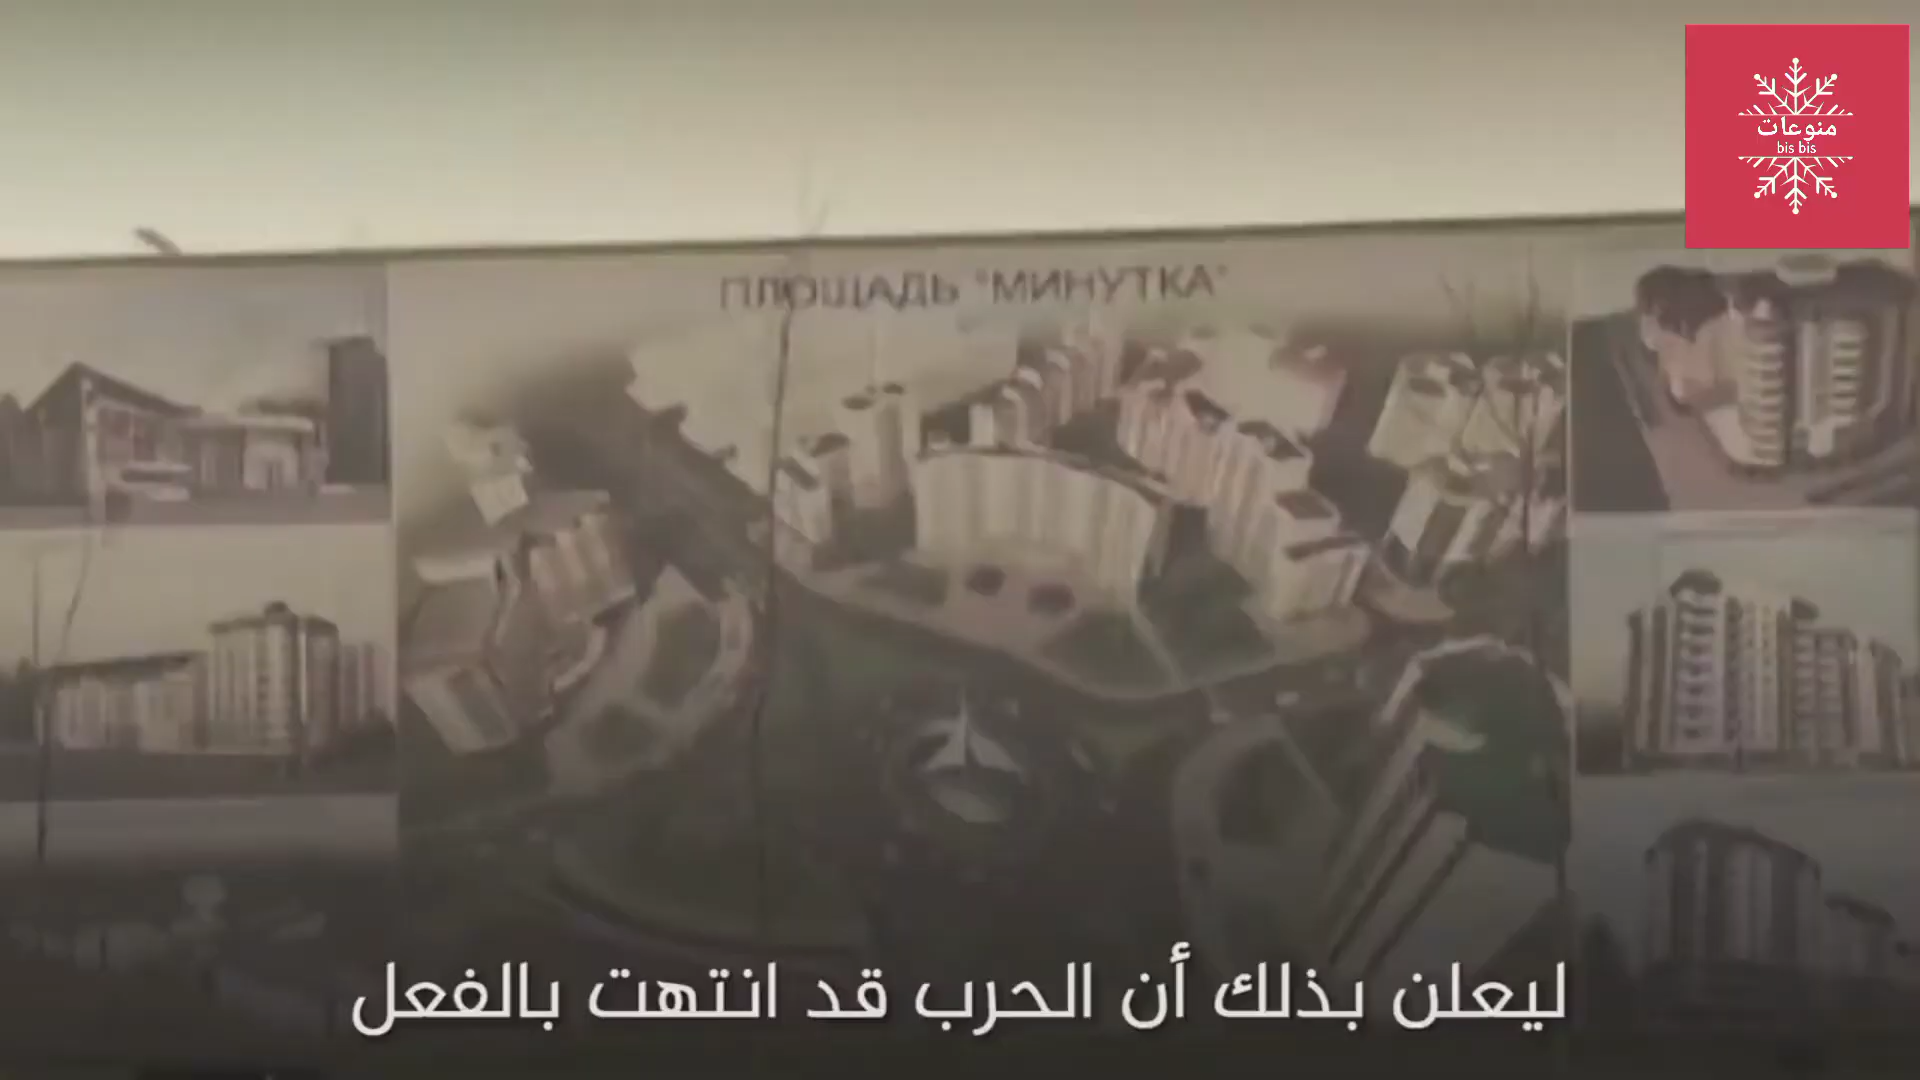 منوعات
bis bis
ПЛОЩАДЬ "МИНУТКА"
ليعلن بذلك أن الحرب قد انتهت بالفعل